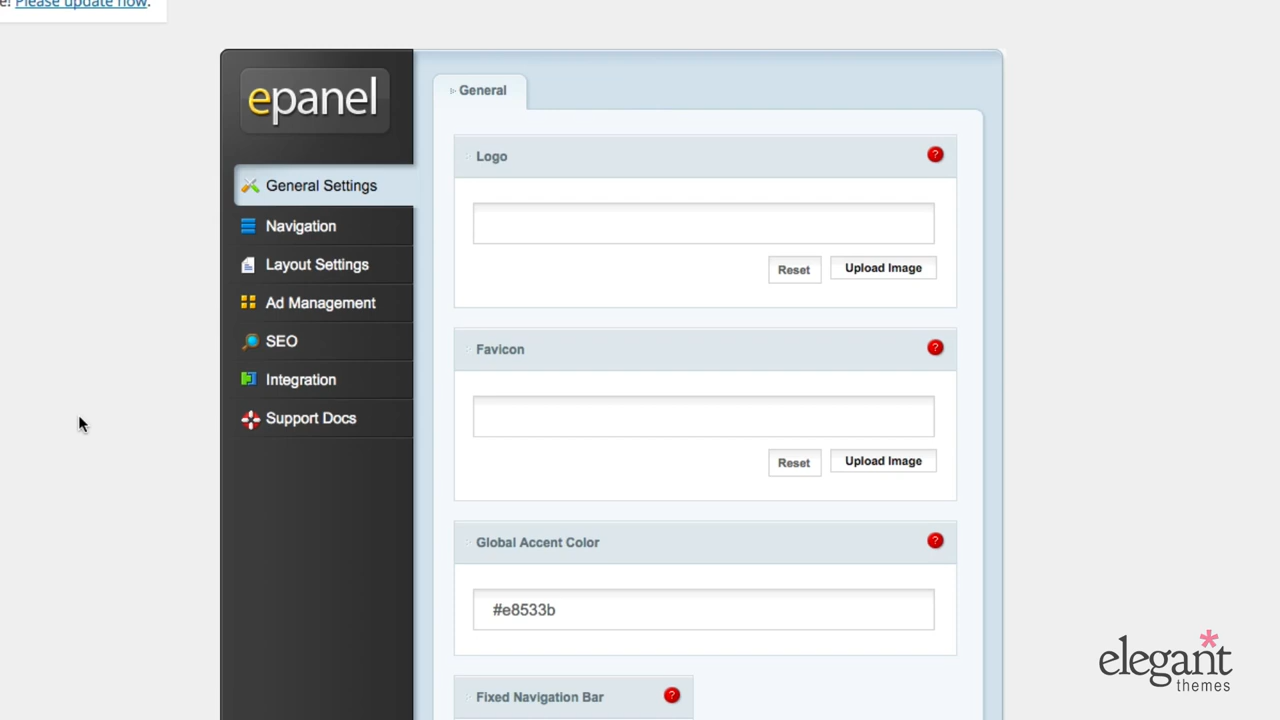 e! Please update now.
epanel
General
Logo
?
General Settings
Navigation
Reset
Upload Image
Layout Settings
Ad Management
SEO
Favicon
?
Integration
Support Docs
Reset
Upload Image
Global Accent Color
?
#e8533b
elegant
themes
Fixed Navigation Bar
?